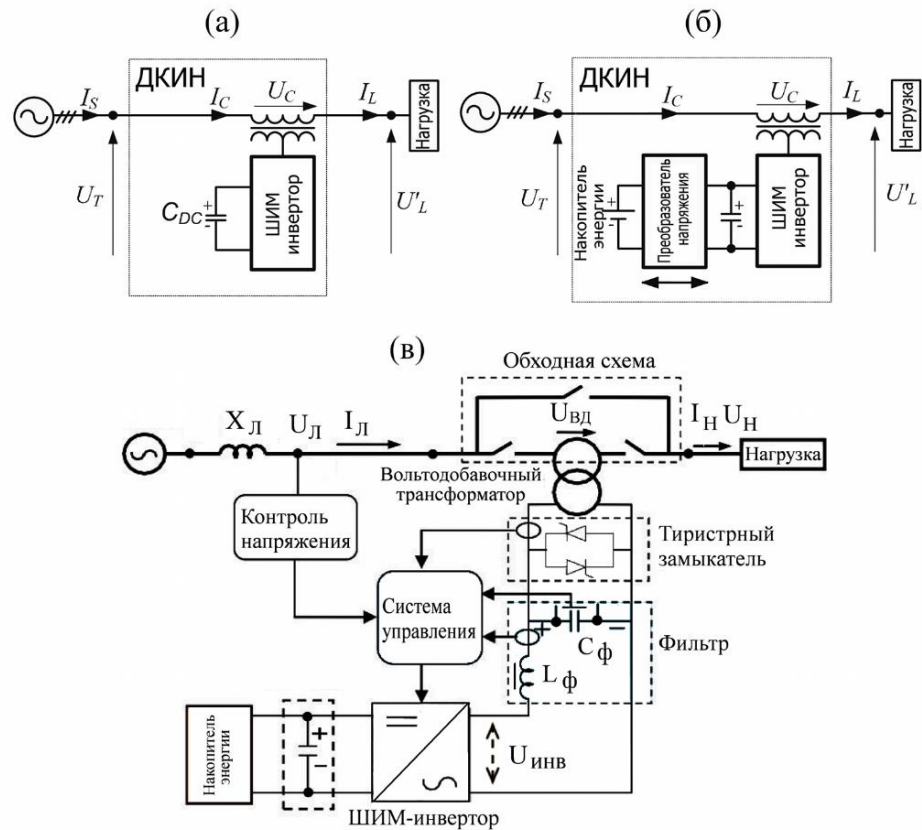 (а)
ДКИН
I_S
I_C
U_C
I_L
Нагрузка
U_T
C_DC
+
-
ШИМ
инвертор
U'_L
(б)
ДКИН
I_S
I_C
U_C
I_L
Нагрузка
U_T
Накопитель
энергии
+
-
Преобразователь
напряжения
+
-
ШИМ
инвертор
U'_L
(в)
Обходная схема
X_Л
U_Л
I_Л
U_ВД
I_Н U_Н
Нагрузка
Вольтодобавочный
трансформатор
Контроль
напряжения
Тиристрный
замыкатель
Система
управления
+
−
C_ф
Фильтр
L_ф
Накопитель
энергии
+
−
U_инв
ШИМ-инвертор